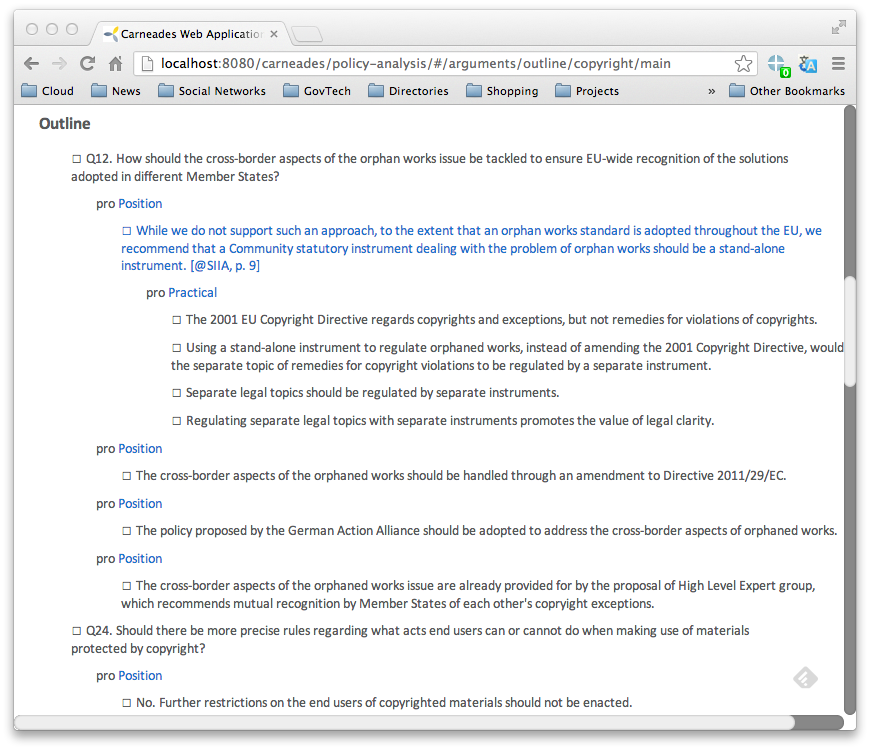 Carneades Web Application
localhost:8080/carneades/policy-analysis/#/arguments/outline/copyright/main
0
Cloud News Social Networks GovTech Directories Shopping Projects » Other Bookmarks
Outline
Q12. How should the cross-border aspects of the orphan works issue be tackled to ensure EU-wide recognition of the solutions
adopted in different Member States?
pro Position
While we do not support such an approach, to the extent that an orphan works standard is adopted throughout the EU, we
recommend that a Community statutory instrument dealing with the problem of orphan works should be a stand-alone
instrument. [@SIIA, p. 9]
pro Practical
The 2001 EU Copyright Directive regards copyrights and exceptions, but not remedies for violations of copyrights.
Using a stand-alone instrument to regulate orphaned works, instead of amending the 2001 Copyright Directive, would
the separate topic of remedies for copyright violations to be regulated by a separate instrument.
Separate legal topics should be regulated by separate instruments.
Regulating separate legal topics with separate instruments promotes the value of legal clarity.
pro Position
The cross-border aspects of the orphaned works should be handled through an amendment to Directive 2011/29/EC.
pro Position
The policy proposed by the German Action Alliance should be adopted to address the cross-border aspects of orphaned works.
pro Position
The cross-border aspects of the orphaned works issue are already provided for by the proposal of High Level Expert group,
which recommends mutual recognition by Member States of each other's copryight exceptions.
Q24. Should there be more precise rules regarding what acts end users can or cannot do when making use of materials
protected by copyright?
pro Position
No. Further restrictions on the end users of copyrighted materials should not be enacted.